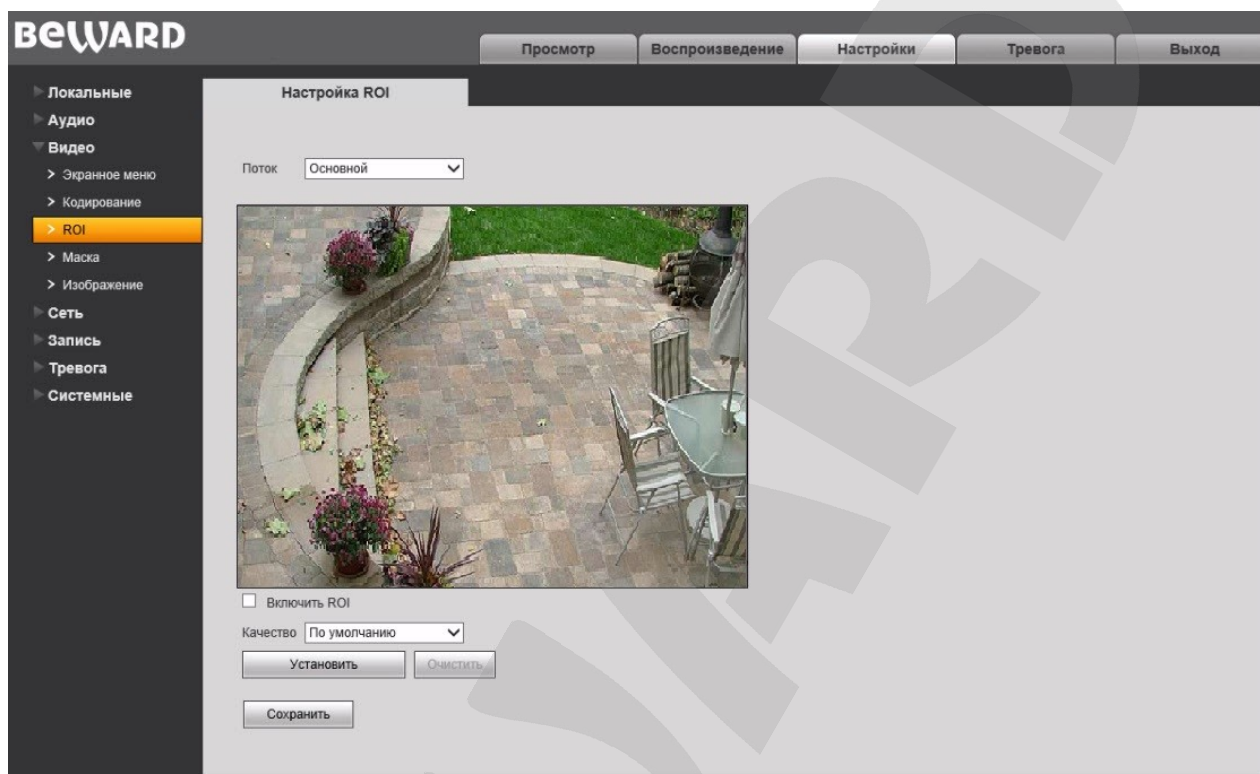 BEWARD
Просмотр
Воспроизведение
Настройки
Тревога
Выход
Локальные
Аудио
Видео
> Экранное меню
> Кодирование
> ROI
> Маска
> Изображение
Сеть
Запись
Тревога
Системные
Настройка ROI
Поток Основной
Включить ROI
Качество По умолчанию
Установить Очистить
Сохранить